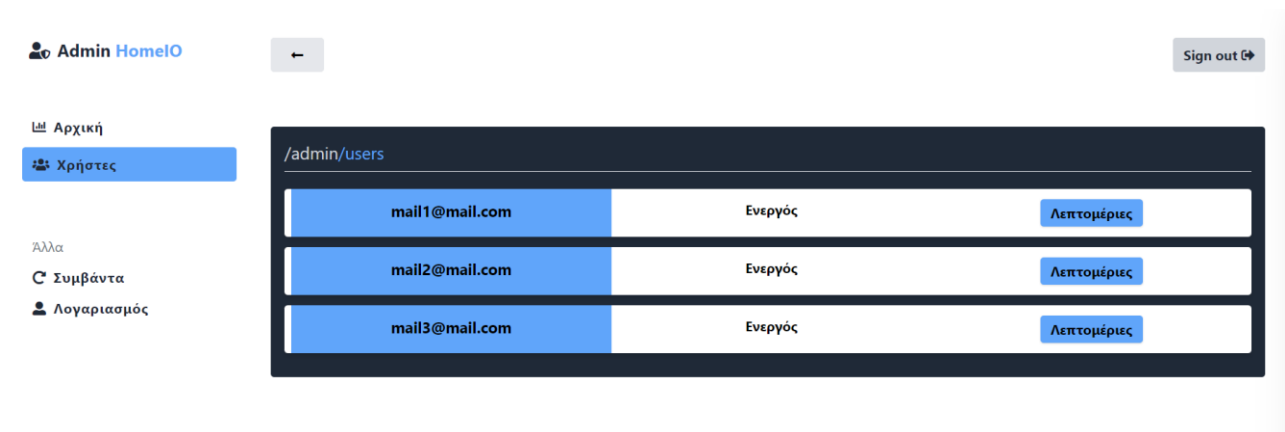 Admin HomeIO
←
Sign out
Αρχική
Χρήστες
Άλλα
Συμβάντα
Λογαριασμός
/admin/users
mail1@mail.com Ενεργός Λεπτομέριες
mail2@mail.com Ενεργός Λεπτομέριες
mail3@mail.com Ενεργός Λεπτομέριες